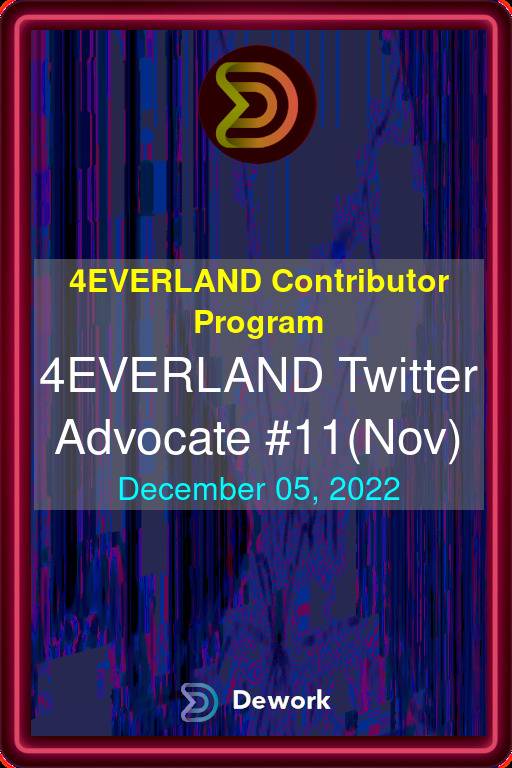 4EVERLAND Contributor
Program
4EVERLAND Twitter
Advocate #11(Nov)
December 05, 2022
Dework